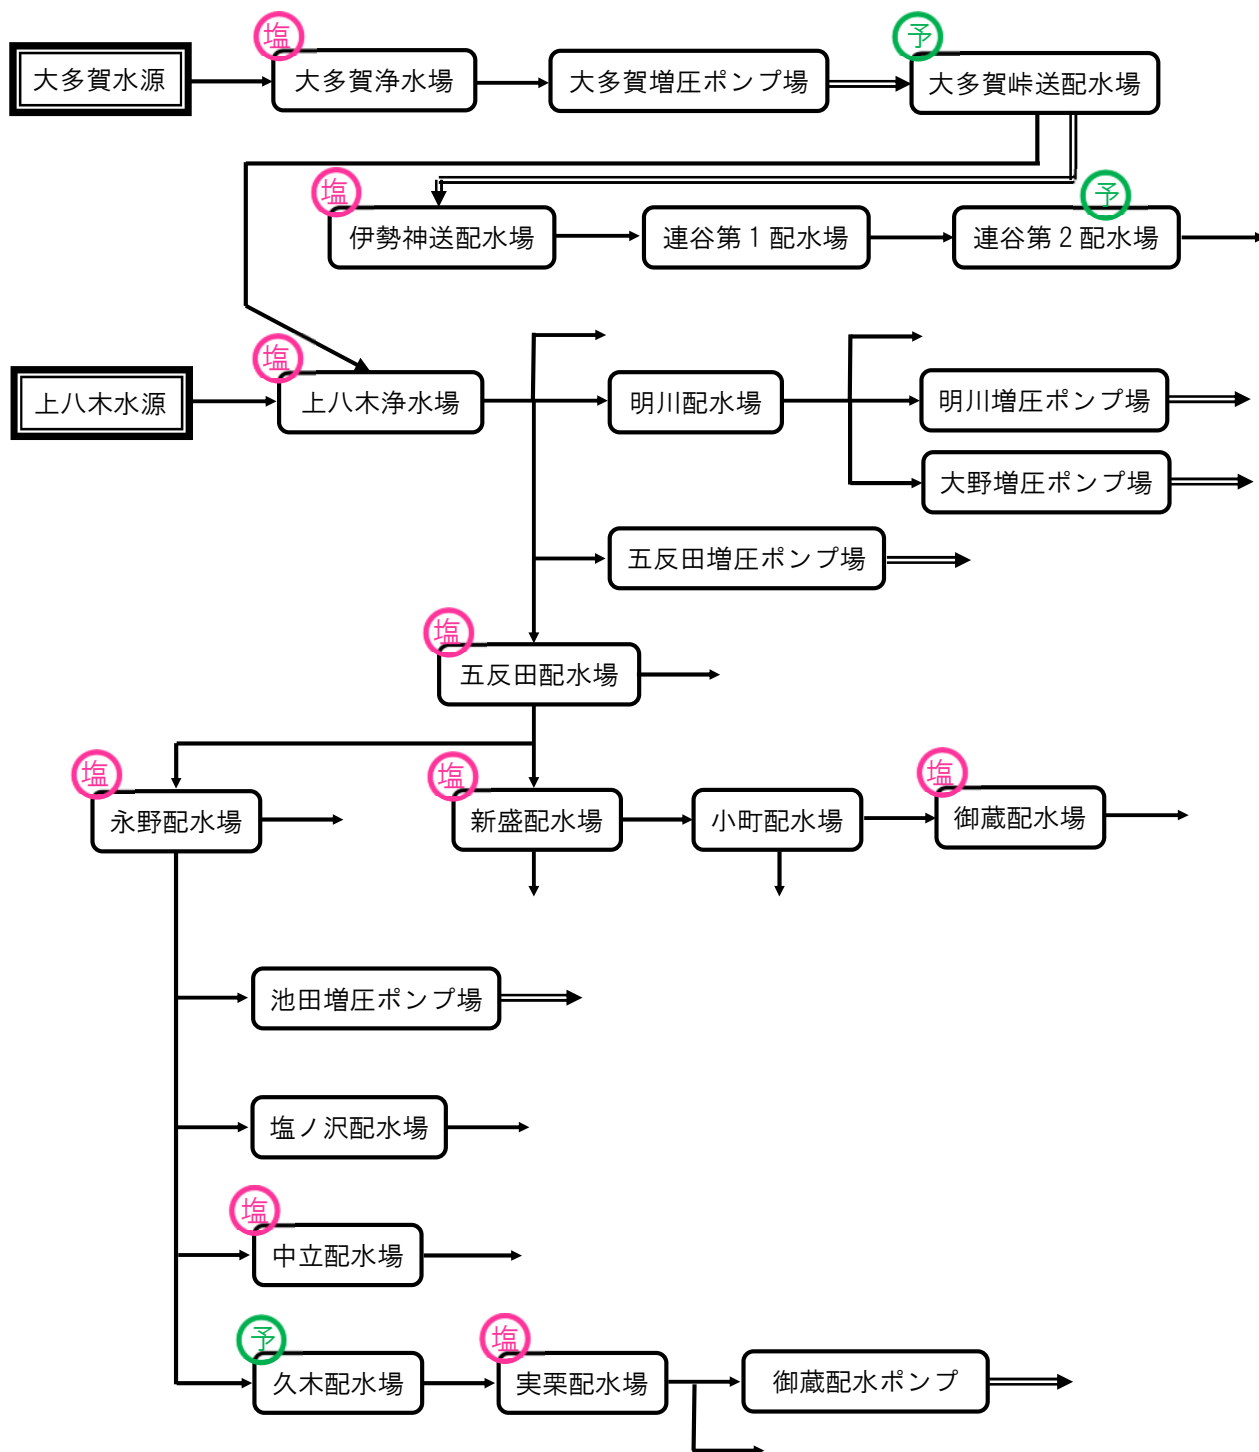 塩
予
大多賀水源
大多賀浄水場
大多賀増圧ポンプ場
大多賀峠送配水場
塩
予
伊勢神送配水場
連谷第1配水場
連谷第2配水場
塩
上八木水源
上八木浄水場
明川配水場
明川増圧ポンプ場
大野増圧ポンプ場
五反田増圧ポンプ場
塩
五反田配水場
塩
塩
塩
永野配水場
新盛配水場
小町配水場
御蔵配水場
池田増圧ポンプ場
塩ノ沢配水場
塩
中立配水場
予
塩
久木配水場
実栗配水場
御蔵配水ポンプ